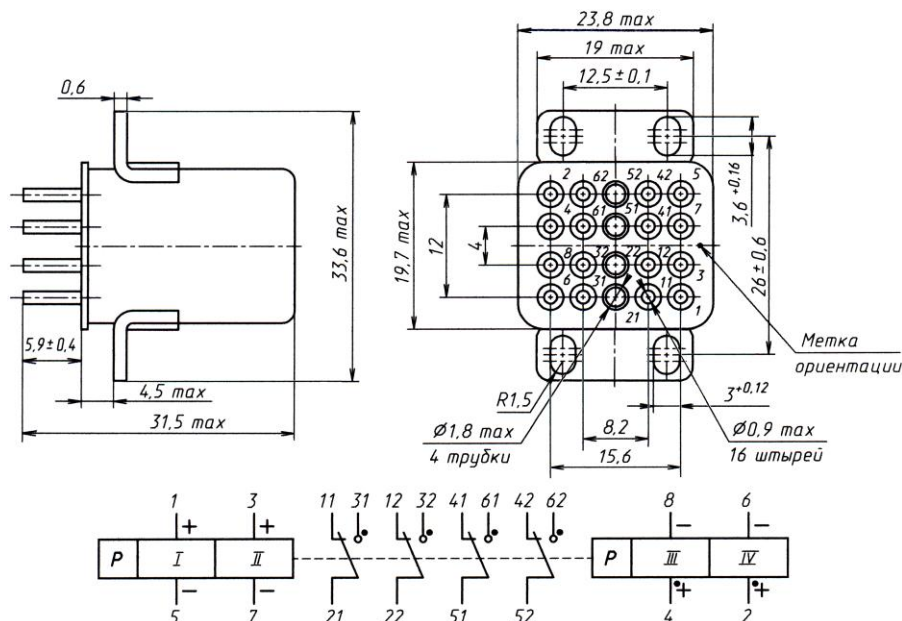 0,6
33,6 max
5,9±0,4
4,5 max
31,5 max
23,8 max
19 max
12,5±0,1
19,7 max
12
4
2 62 52 42 5
4 61 51 41 7
8 32 22 12 3
6 31 21 11 1
3,6 +0,16
26±0,6
Метка
ориентации
3+0,12
R1,5
Ø1,8 max
4 трубки
8,2
15,6
Ø0,9 max
16 штырей
1 3 11 31 12 32 41 61 42 62 8 6
+ + − −
P I II P III IV
− − + +
5 7 21 22 51 52 4 2